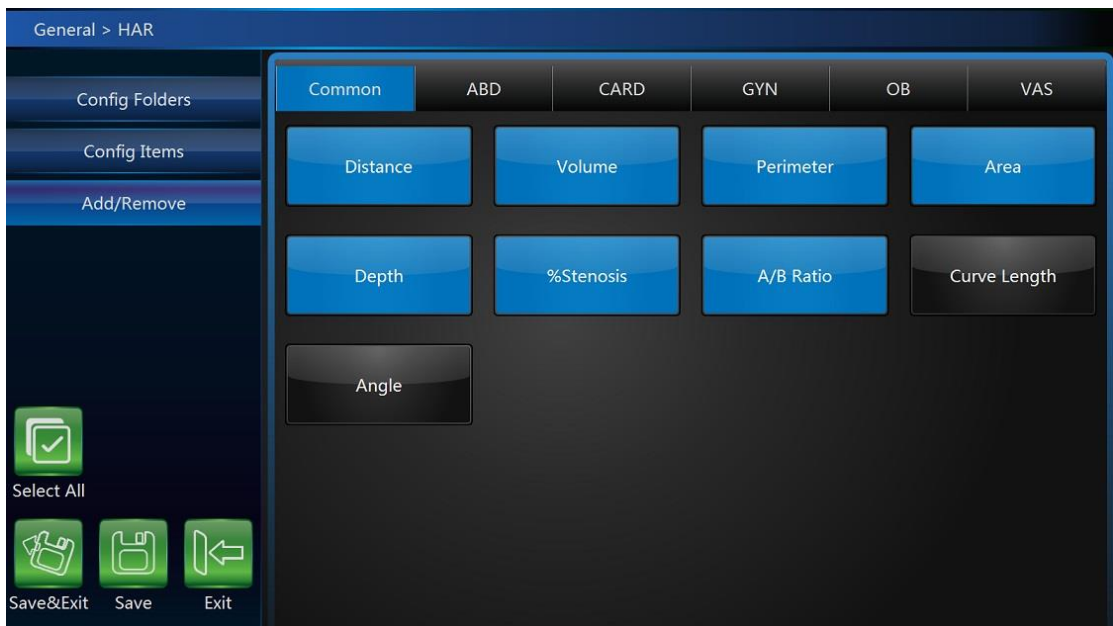 General > HAR
Config Folders
Config Items
Add/Remove
Select All
Save&Exit Save Exit
Common ABD CARD GYN OB VAS
Distance Volume Perimeter Area
Depth %Stenosis A/B Ratio Curve Length
Angle